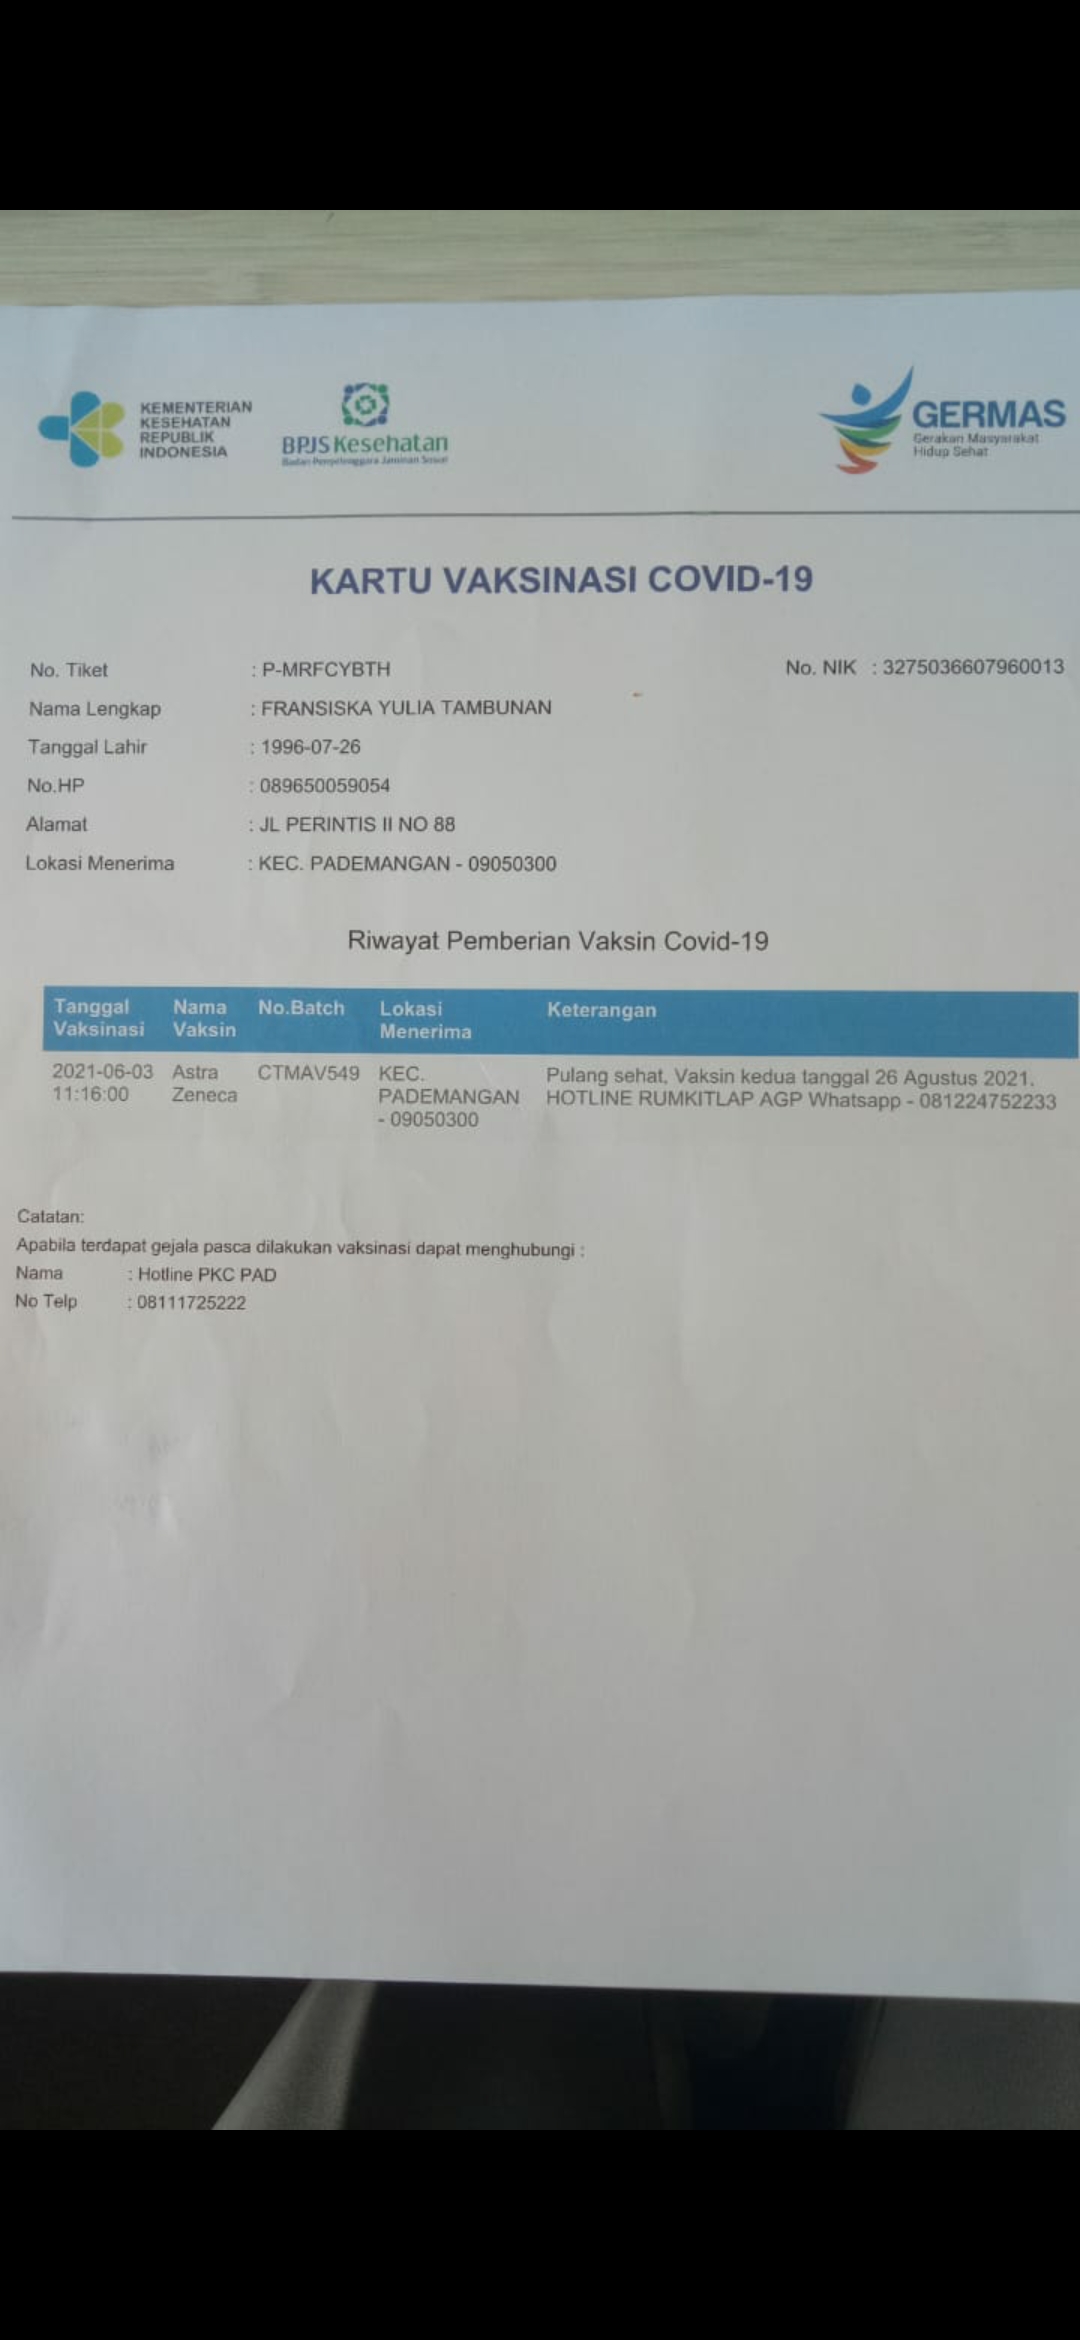 KEMENTERIAN
KESEHATAN
REPUBLIK
INDONESIA
BPJS Kesehatan
Badan Penyelenggara Jaminan Sosial
GERMAS
Gerakan Masyarakat
Hidup Sehat
KARTU VAKSINASI COVID-19
No. Tiket : P-MRFCYBTH No. NIK : 3275036607960013
Nama Lengkap : FRANSISKA YULIA TAMBUNAN
Tanggal Lahir : 1996-07-26
No.HP : 089650059054
Alamat : JL PERINTIS II NO 88
Lokasi Menerima : KEC. PADEMANGAN - 09050300
Riwayat Pemberian Vaksin Covid-19
Tanggal Nama No.Batch Lokasi Keterangan
Vaksinasi Vaksin Menerima
2021-06-03 Astra CTMAV549 KEC. Pulang sehat, Vaksin kedua tanggal 26 Agustus 2021.
11:16:00 Zeneca PADEMANGAN HOTLINE RUMKITLAP AGP Whatsapp - 081224752233
- 09050300
Catatan:
Apabila terdapat gejala pasca dilakukan vaksinasi dapat menghubungi :
Nama : Hotline PKC PAD
No Telp : 08111725222